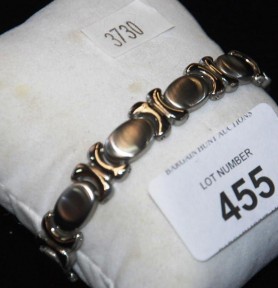 3730
BARGAIN HUNT AUCTIONS
LOT NUMBER
455